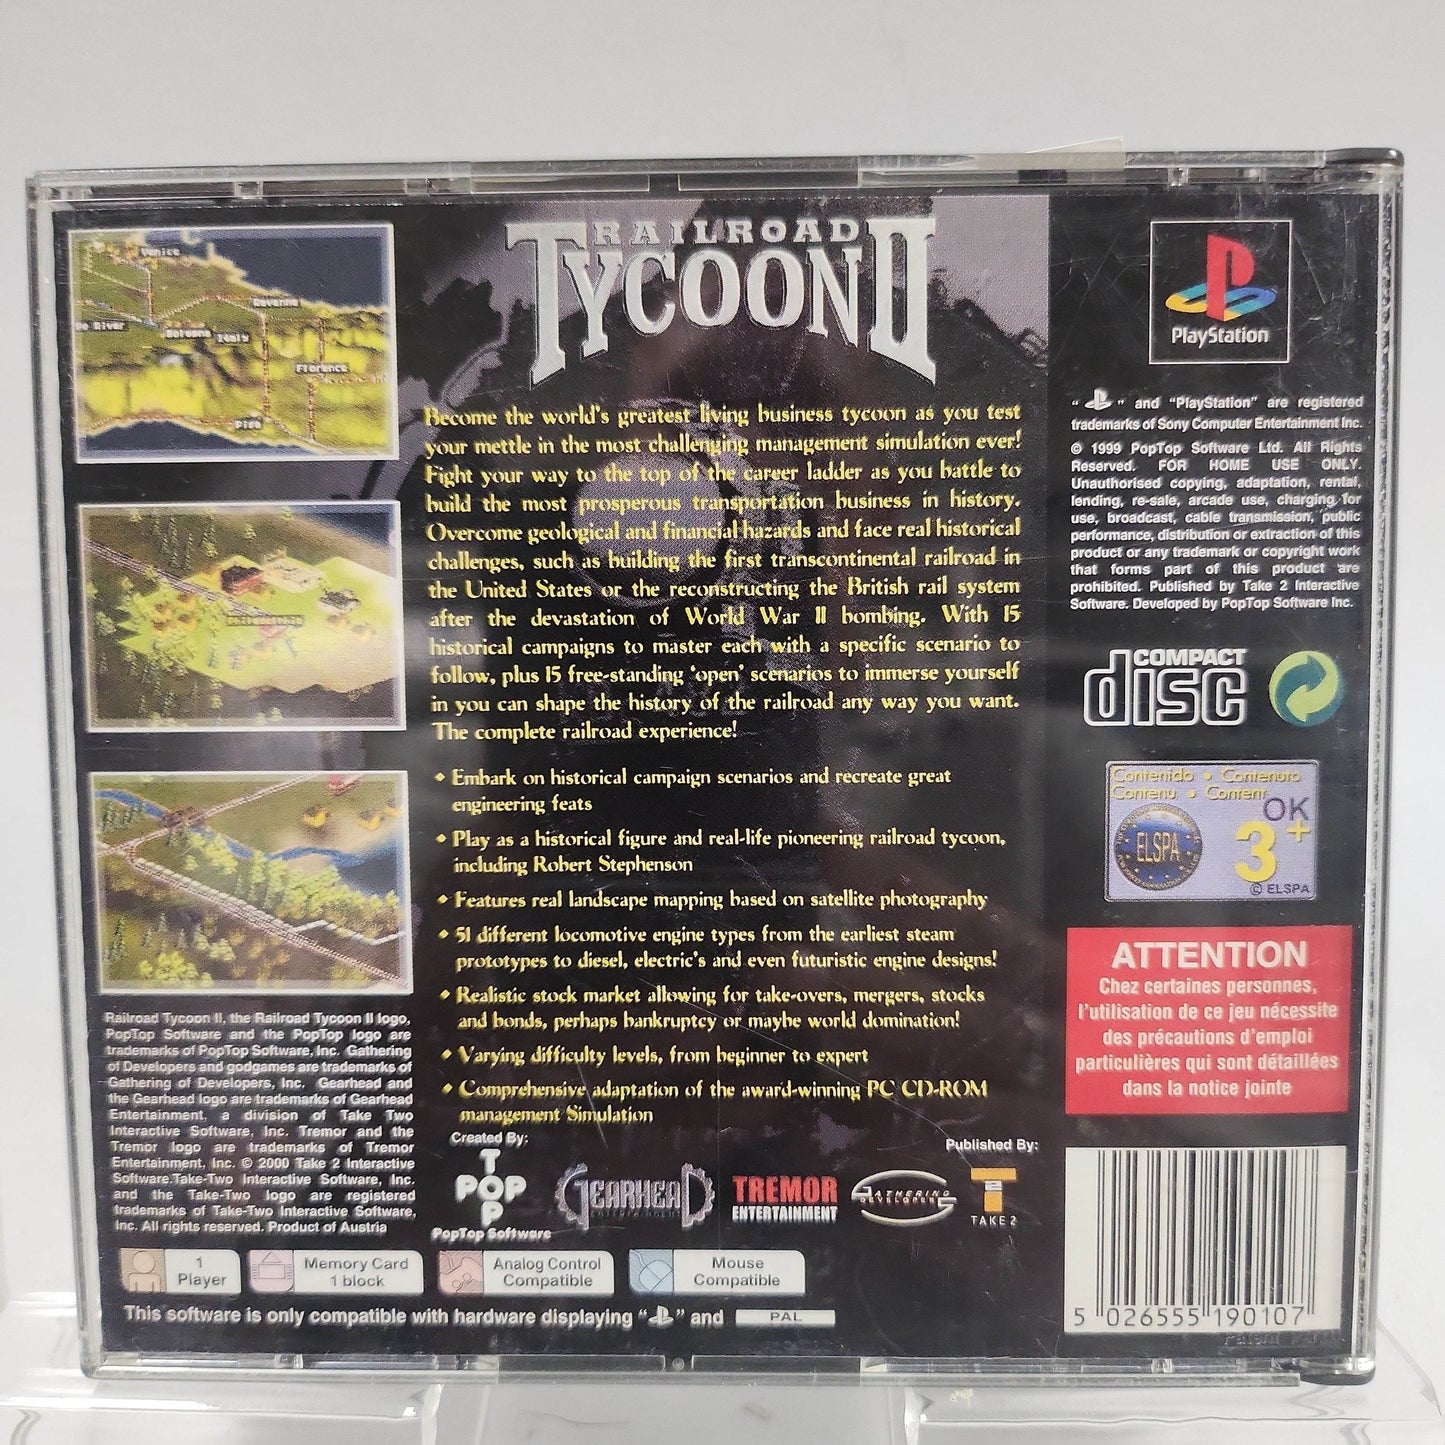 RAILROAD
TYCOON II
Venice
Ravenna
Po River
Bologna
Italy
Florence
Pisa
Philadelphia
Become the world's greatest living business tycoon as you test
your mettle in the most challenging management simulation ever!
Fight your way to the top of the career ladder as you battle to
build the most prosperous transportation business in history.
Overcome geological and financial hazards and face real historical
challenges, such as building the first transcontinental railroad in
the United States or the reconstructing the British rail system
after the devastation of World War II bombing. With 15
historical campaigns to master each with a specific scenario to
follow, plus 15 free-standing 'open' scenarios to immerse yourself
in you can shape the history of the railroad any way you want.
The complete railroad experience!
• Embark on historical campaign scenarios and recreate great
engineering feats
• Play as a historical figure and real-life pioneering railroad tycoon,
including Robert Stephenson
• Features real landscape mapping based on satellite photography
• 51 different locomotive engine types from the earliest steam
prototypes to diesel, electric's and even futuristic engine designs!
• Realistic stock market allowing for take-overs, mergers, stocks
and bonds, perhaps bankruptcy or maybe world domination!
• Varying difficulty levels, from beginner to expert
• Comprehensive adaptation of the award-winning PC CD-ROM
management Simulation
Railroad Tycoon II, the Railroad Tycoon II logo,
PopTop Software and the PopTop logo are
trademarks of PopTop Software, Inc. Gathering
of Developers and godgames are trademarks of
Gathering of Developers, Inc. Gearhead and
the Gearhead logo are trademarks of Gearhead
Entertainment, a division of Take Two
Interactive Software, Inc. Tremor and the
Tremor logo are trademarks of Tremor
Entertainment, Inc. © 2000 Take 2 Interactive
Software.Take-Two Interactive Software, Inc.
and the Take-Two logo are registered
trademarks of Take-Two Interactive Software,
Inc. All rights reserved. Product of Austria
Created By:
TOP
POP
PopTop Software
GEARHEAD
ENTERTAINMENT
TREMOR
ENTERTAINMENT
GATHERING
DEVELOPERS
Published By:
TAKE 2
1
Player
Memory Card
1 block
Analog Control
Compatible
Mouse
Compatible
This software is only compatible with hardware displaying " " and PAL
PlayStation
" " and "PlayStation" are registered
trademarks of Sony Computer Entertainment Inc.
© 1999 PopTop Software Ltd. All Rights
Reserved. FOR HOME USE ONLY.
Unauthorised copying, adaptation, rental,
lending, re-sale, arcade use, charging for
use, broadcast, cable transmission, public
performance, distribution or extraction of this
product or any trademark or copyright work
that forms part of this product are
prohibited. Published by Take 2 Interactive
Software. Developed by PopTop Software Inc.
COMPACT
disc
Contenido • Contenuto
Contenu • Content
OK
ELSPA
3+
© ELSPA
ATTENTION
Chez certaines personnes,
l'utilisation de ce jeu nécessite
des précautions d'emploi
particulières qui sont détaillées
dans la notice jointe
5 026555 190107